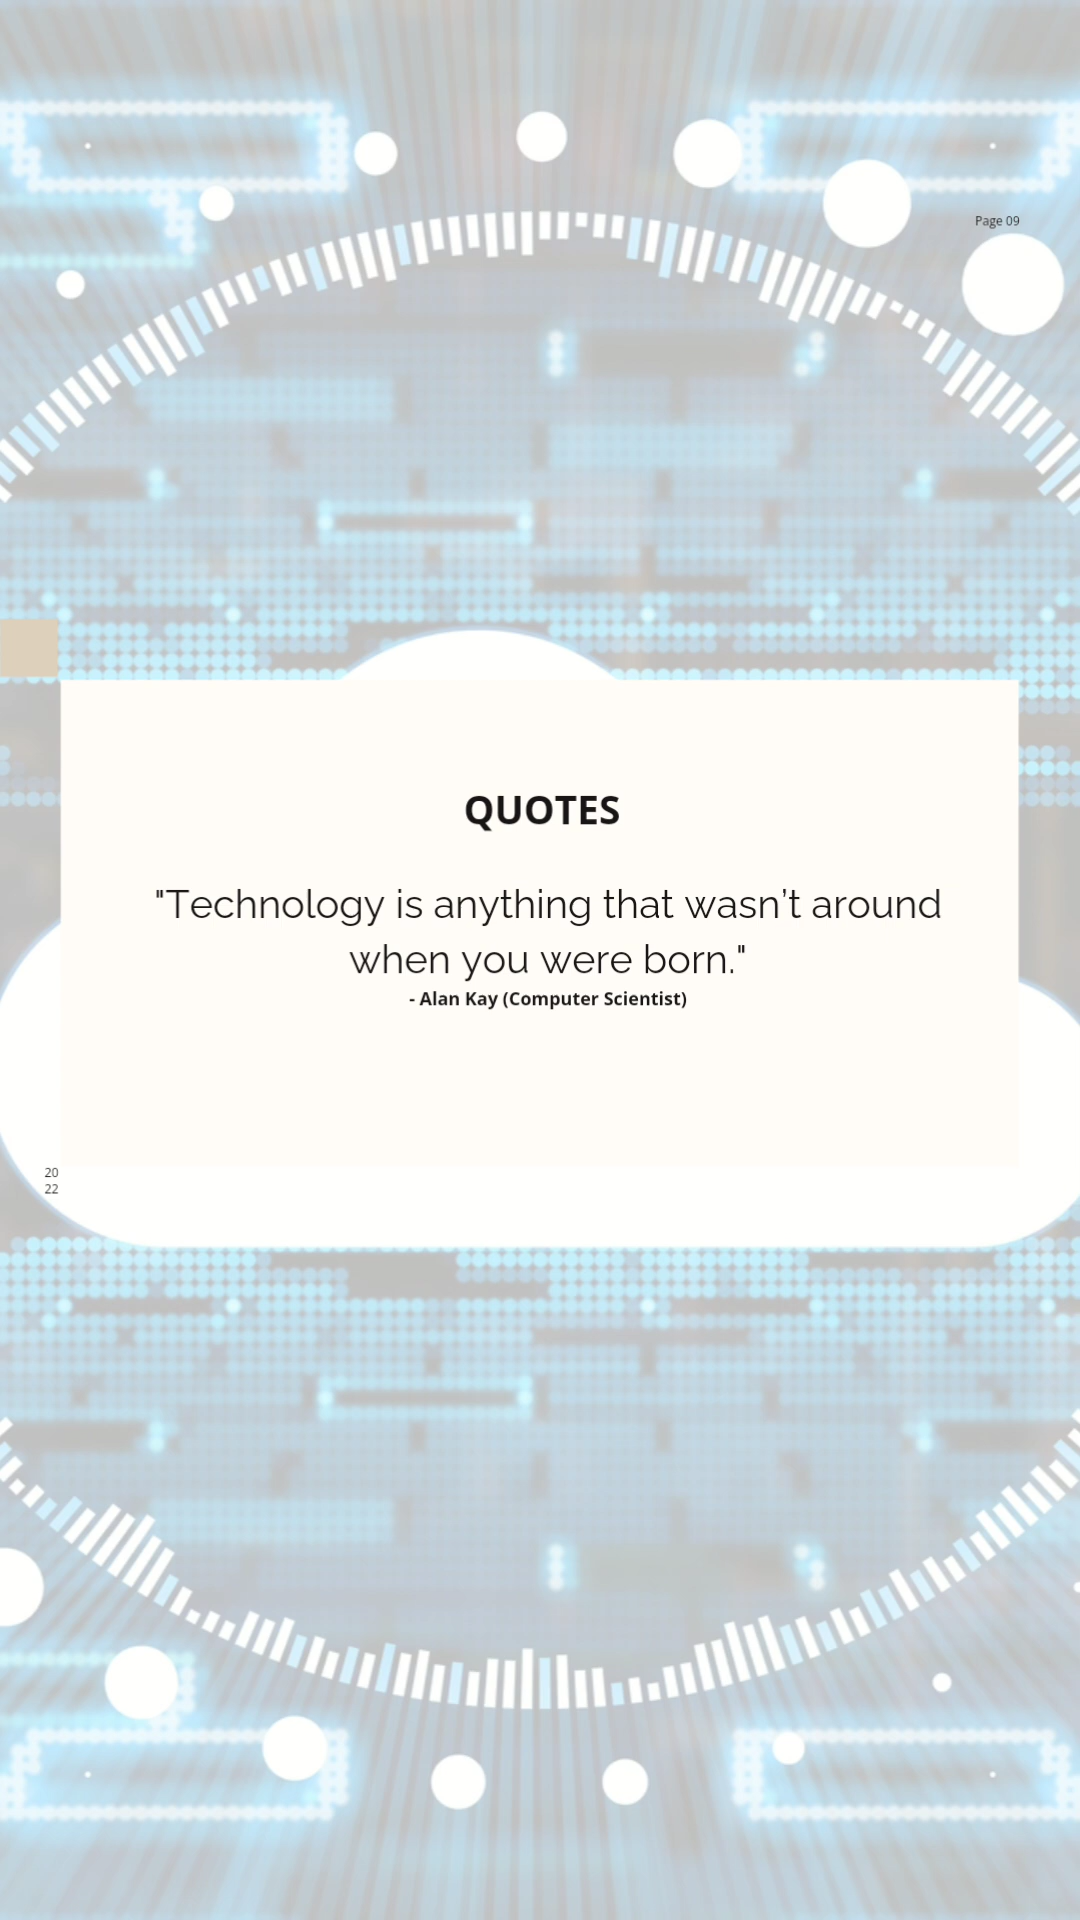 Page 09
QUOTES
"Technology is anything that wasn’t around
when you were born."
- Alan Kay (Computer Scientist)
20
22